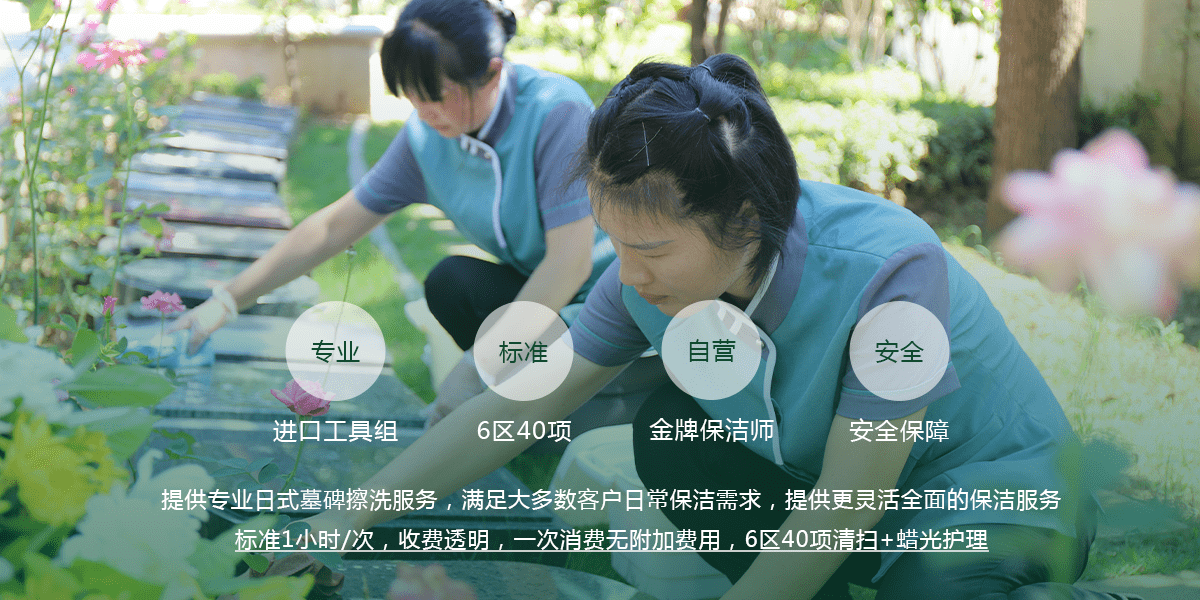 专业 标准 自营 安全
进口工具组 6区40项 金牌保洁师 安全保障
提供专业日式墓碑擦洗服务，满足大多数客户日常保洁需求，提供更灵活全面的保洁服务
标准1小时/次，收费透明，一次消费无附加费用，6区40项清扫+蜡光护理